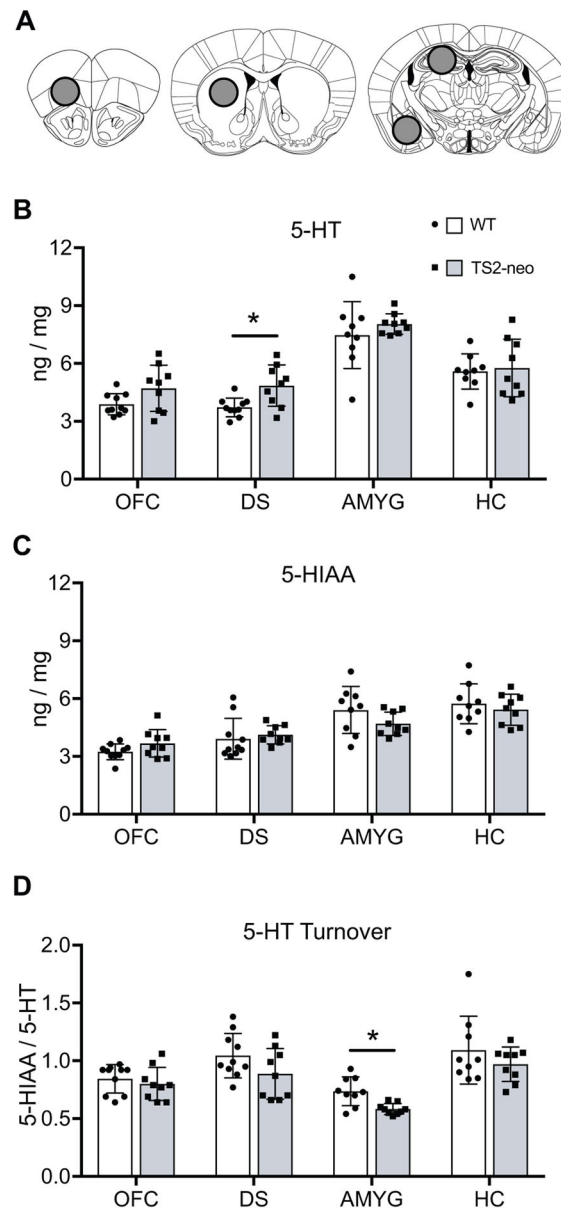 A
B
5-HT
WT
TS2-neo
ng / mg
12
9
6
3
0
*
OFC DS AMYG HC
C
5-HIAA
ng / mg
12
9
6
3
0
OFC DS AMYG HC
D
5-HT Turnover
5-HIAA / 5-HT
2.0
1.5
1.0
0.5
0.0
*
OFC DS AMYG HC